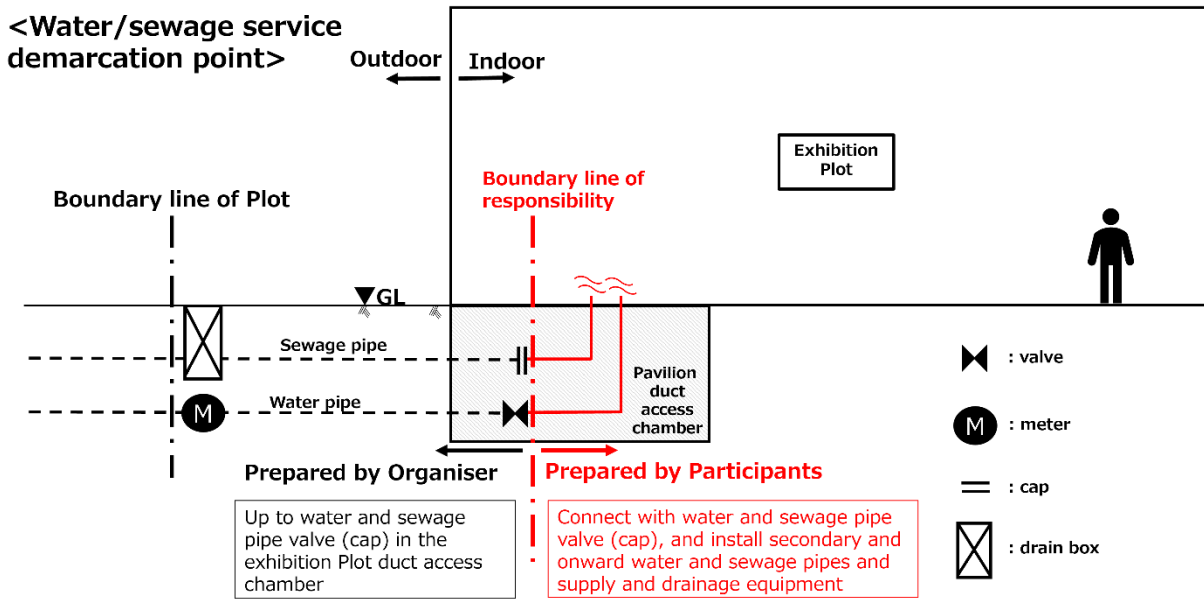 <Water/sewage service
demarcation point>
Outdoor
Indoor
Exhibition
Plot
Boundary line of Plot
Boundary line of
responsibility
GL
Sewage pipe
Water pipe
M
Pavilion
duct
access
chamber
: valve
M
: meter
: cap
: drain box
Prepared by Organiser
Prepared by Participants
Up to water and sewage
pipe valve (cap) in the
exhibition Plot duct access
chamber
Connect with water and sewage pipe
valve (cap), and install secondary and
onward water and sewage pipes and
supply and drainage equipment